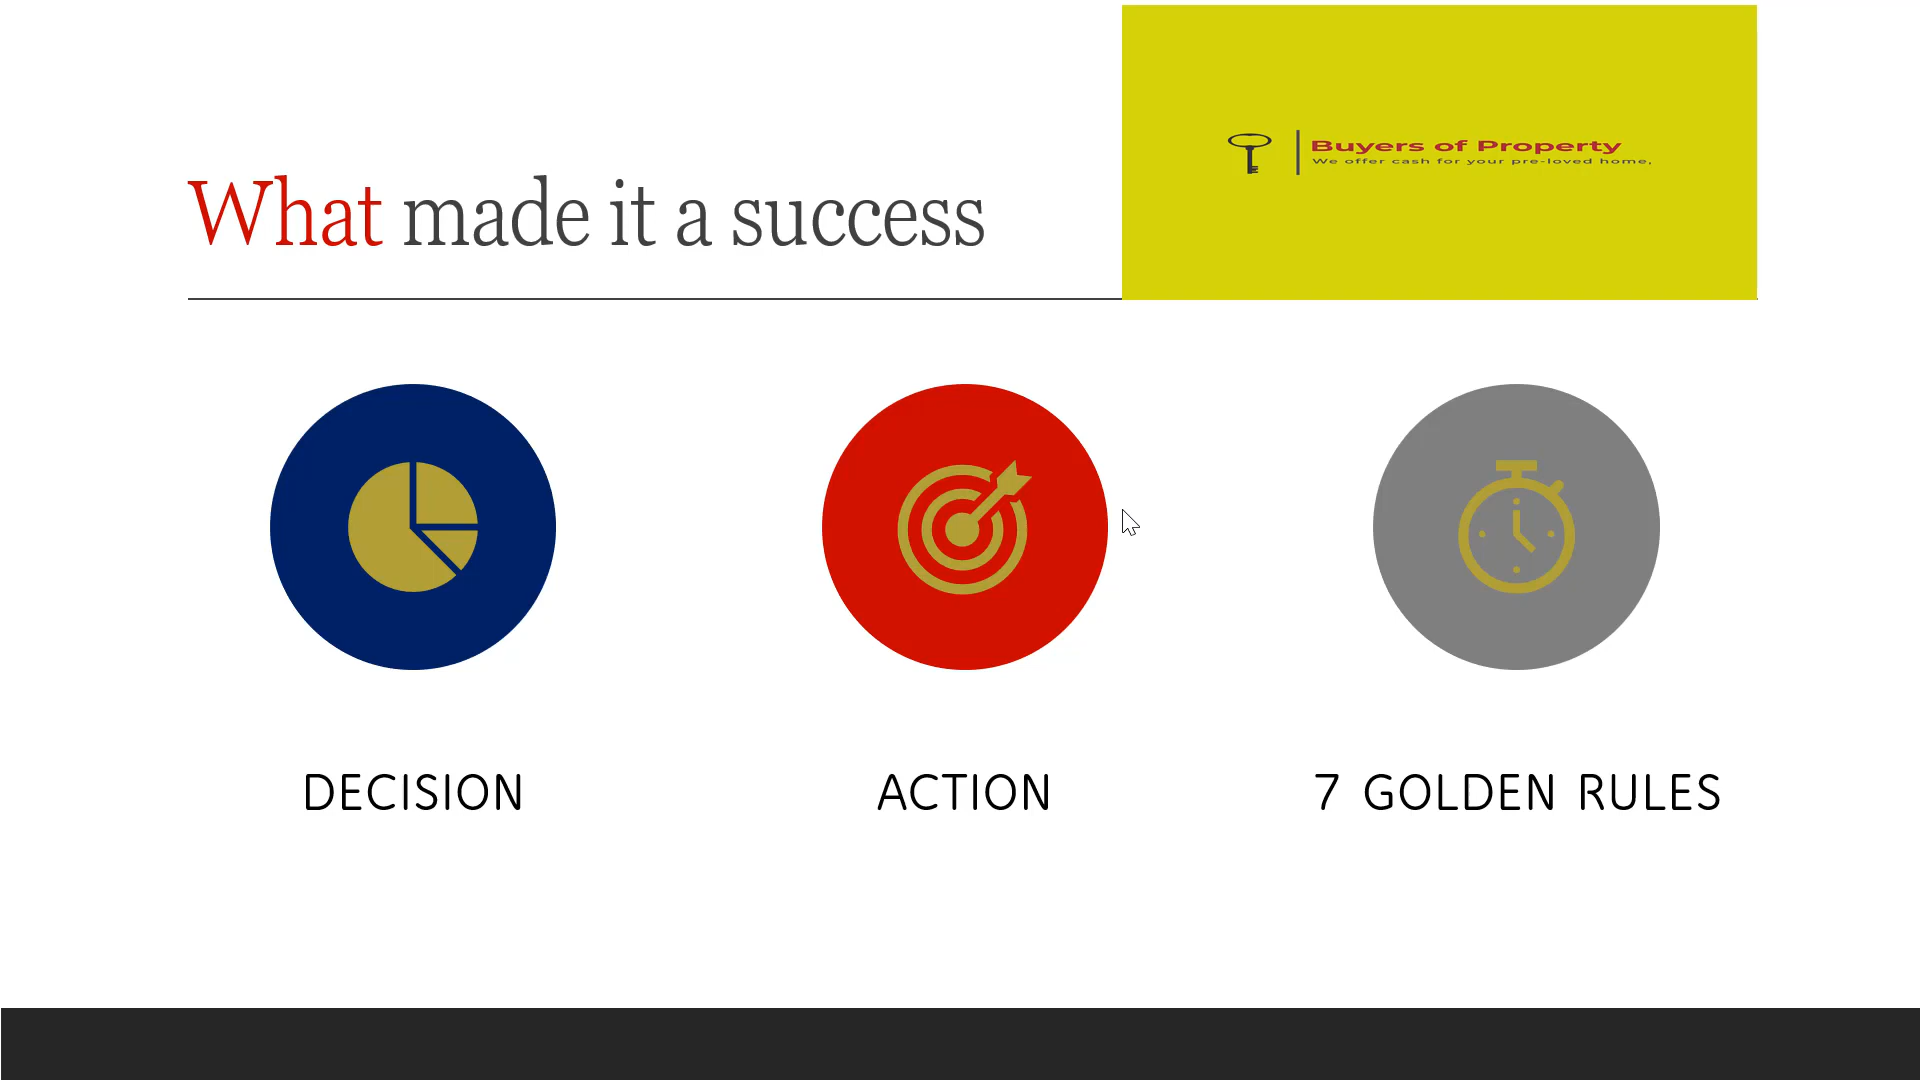 What made it a success
Buyers of Property
We offer cash for your pre-loved home,
DECISION
ACTION
7 GOLDEN RULES